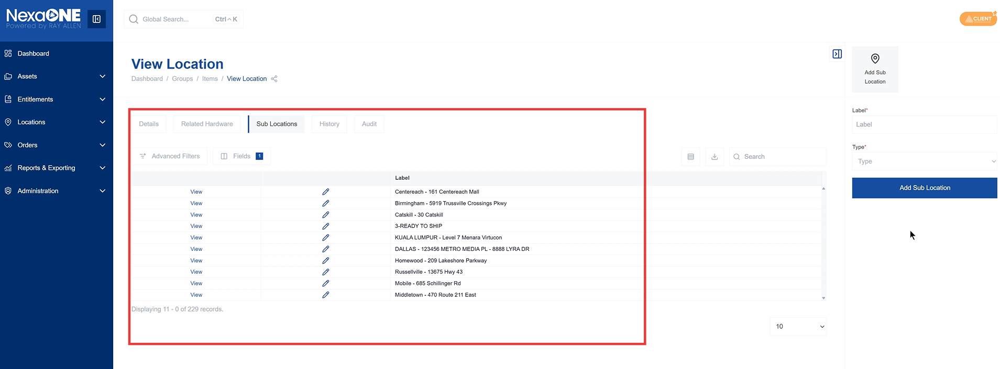 NexaONE
Powered by RAY ALLEN
Global Search...
Ctrl^K
CLIENT
Dashboard
Assets
Entitlements
Locations
Orders
Reports & Exporting
Administration
View Location
Dashboard / Groups / Items / View Location
Details
Related Hardware
Sub Locations
History
Audit
Advanced Filters
Fields 1
Search
Label
View Centereach - 161 Centereach Mall
View Birmingham - 5919 Trussville Crossings Pkwy
View Catskill - 30 Catskill
View 3-READY TO SHIP
View KUALA LUMPUR - Level 7 Menara Virtucon
View DALLAS - 123456 METRO MEDIA PL - 8888 LYRA DR
View Homewood - 209 Lakeshore Parkway
View Russellville - 13675 Hwy 43
View Mobile - 685 Schillinger Rd
View Middletown - 470 Route 211 East
Displaying 11 - 0 of 229 records.
10
Add Sub
Location
Label*
Label
Type*
Type
Add Sub Location